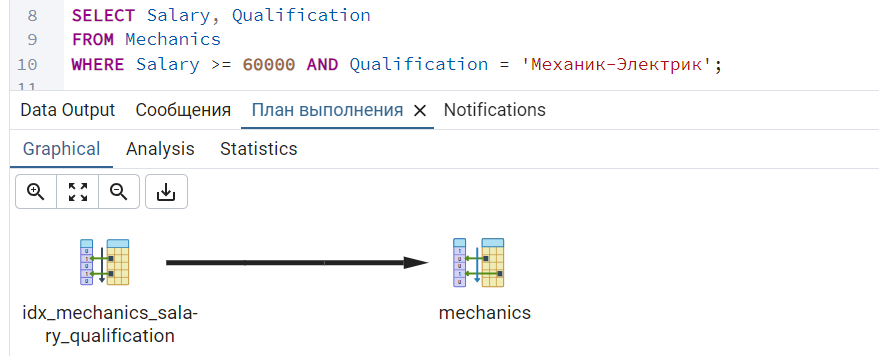 8 SELECT Salary, Qualification
9 FROM Mechanics
10 WHERE Salary >= 60000 AND Qualification = 'Механик-Электрик';
11
Data Output Сообщения План выполнения × Notifications
Graphical Analysis Statistics
idx_mechanics_sala-
ry_qualification
mechanics